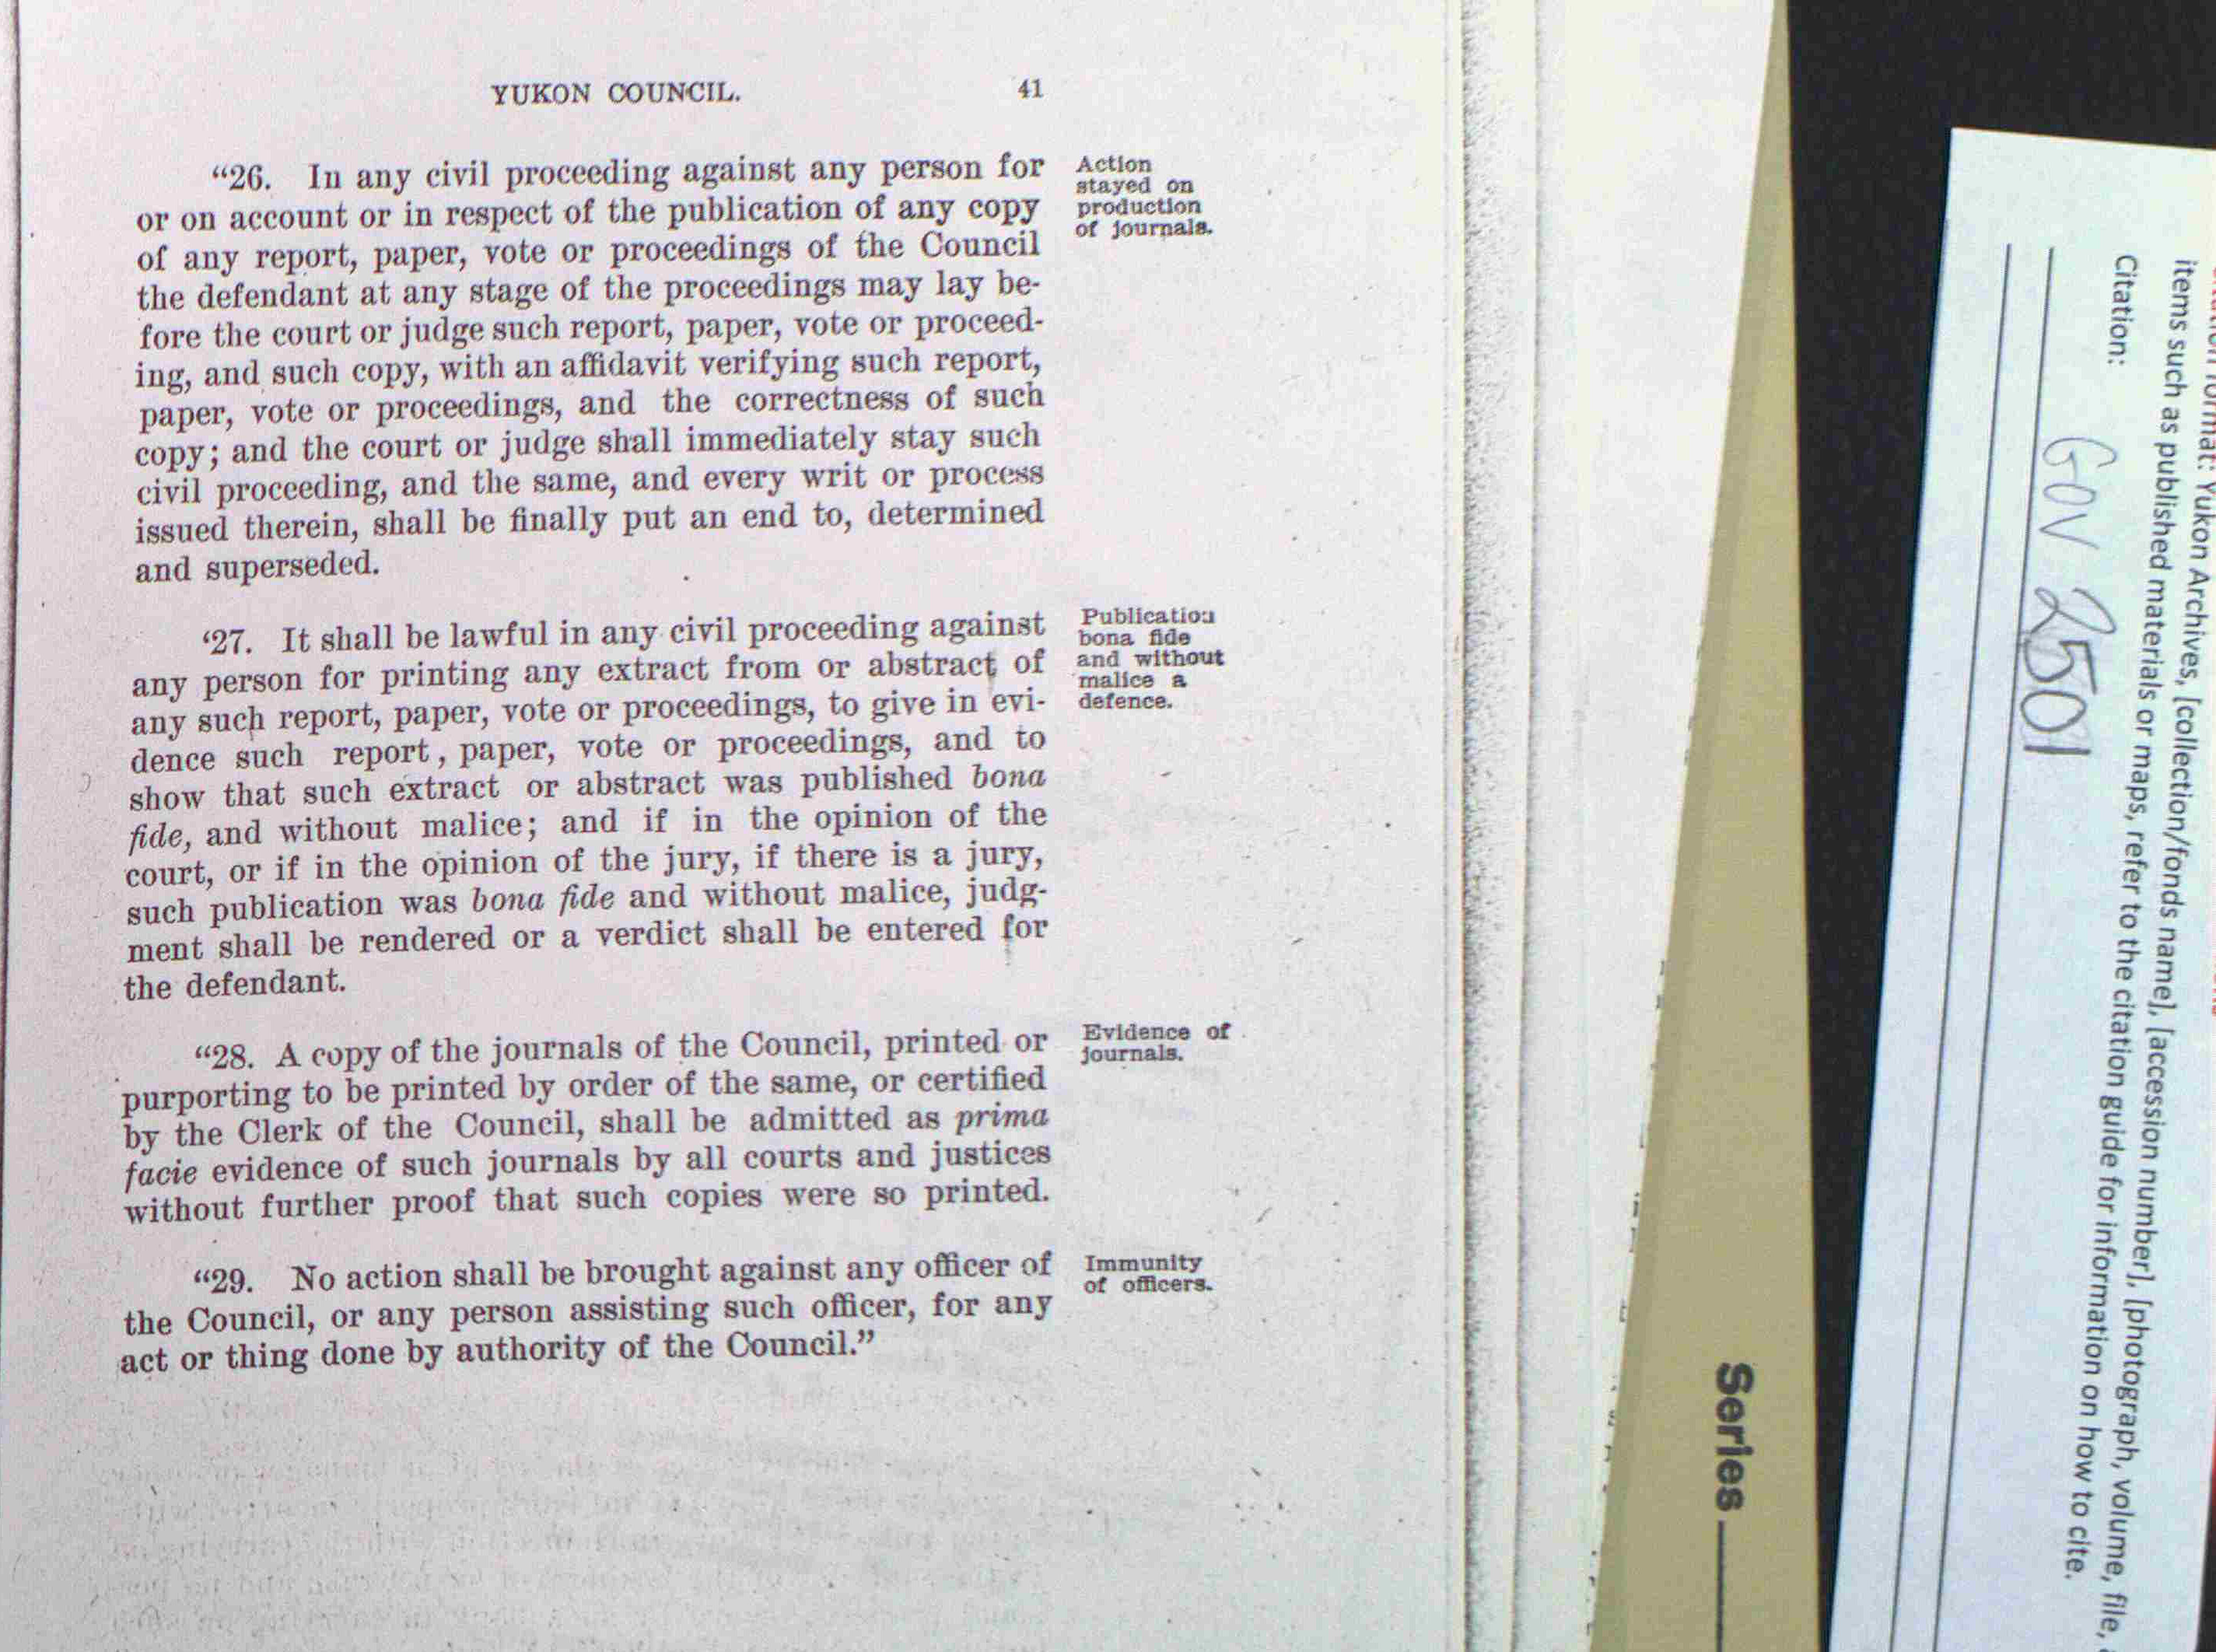 YUKON COUNCIL. 41
“26. In any civil proceeding against any person for
or on account or in respect of the publication of any copy
of any report, paper, vote or proceedings of the Council
the defendant at any stage of the proceedings may lay be-
fore the court or judge such report, paper, vote or proceed-
ing, and such copy, with an affidavit verifying such report,
paper, vote or proceedings, and the correctness of such
copy; and the court or judge shall immediately stay such
civil proceeding, and the same, and every writ or process
issued therein, shall be finally put an end to, determined
and superseded.
Action
stayed on
production
of journals.
‘27. It shall be lawful in any civil proceeding against
any person for printing any extract from or abstract of
any such report, paper, vote or proceedings, to give in evi-
dence such report, paper, vote or proceedings, and to
show that such extract or abstract was published bona
fide, and without malice; and if in the opinion of the
court, or if in the opinion of the jury, if there is a jury,
such publication was bona fide and without malice, judg-
ment shall be rendered or a verdict shall be entered for
the defendant.
Publication
bona fide
and without
malice a
defence.
“28. A copy of the journals of the Council, printed or
purporting to be printed by order of the same, or certified
by the Clerk of the Council, shall be admitted as prima
facie evidence of such journals by all courts and justices
without further proof that such copies were so printed.
Evidence of
journals.
“29. No action shall be brought against any officer of
the Council, or any person assisting such officer, for any
act or thing done by authority of the Council.”
Immunity
of officers.
Series
format: Yukon Archives, [collection/fonds name], [accession number], [photograph, volume, file,
items such as published materials or maps, refer to the citation guide for information on how to cite.
Citation: GOV 2501